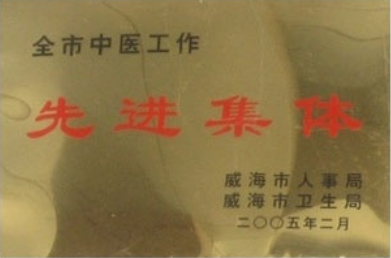 全市中医工作
先进集体
威海市人事局
威海市卫生局
二〇〇五年二月